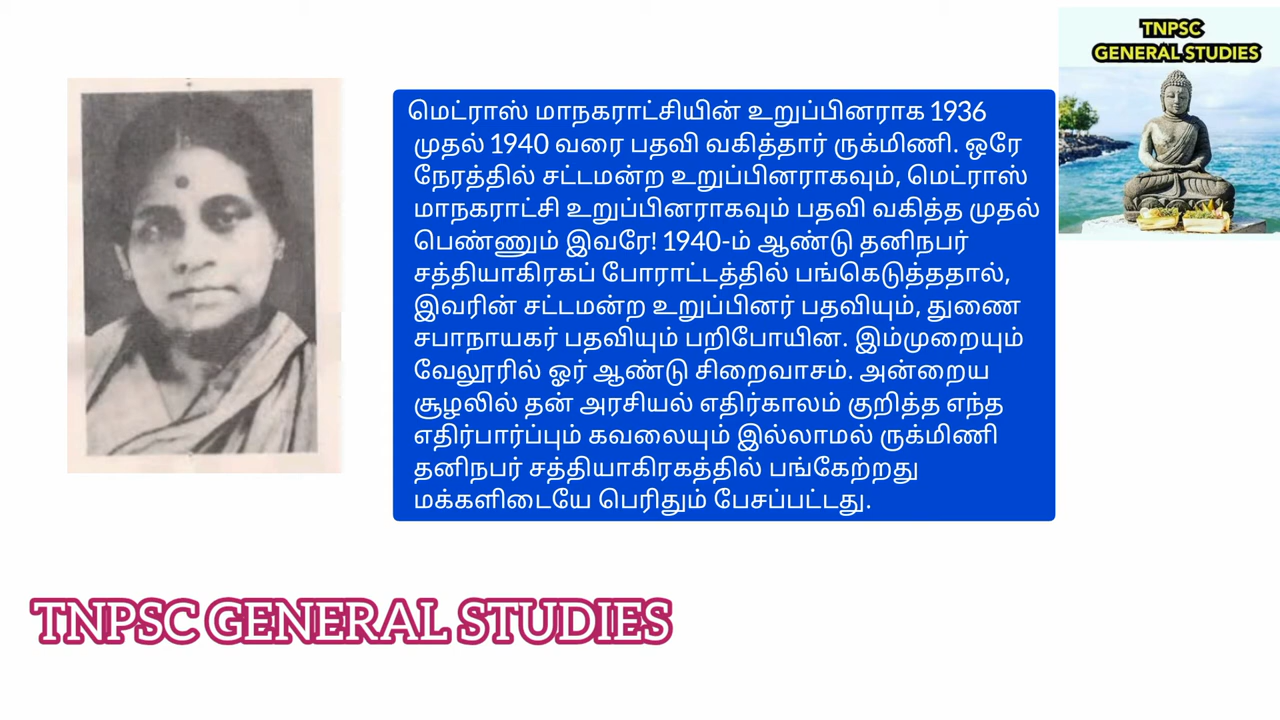 TNPSC
GENERAL STUDIES
மெட்ராஸ் மாநகராட்சியின் உறுப்பினராக 1936
முதல் 1940 வரை பதவி வகித்தார் ருக்மிணி. ஒரே
நேரத்தில் சட்டமன்ற உறுப்பினராகவும், மெட்ராஸ்
மாநகராட்சி உறுப்பினராகவும் பதவி வகித்த முதல்
பெண்ணும் இவரே! 1940-ம் ஆண்டு தனிநபர்
சத்தியாகிரகப் போராட்டத்தில் பங்கெடுத்ததால்,
இவரின் சட்டமன்ற உறுப்பினர் பதவியும், துணை
சபாநாயகர் பதவியும் பறிபோயின. இம்முறையும்
வேலூரில் ஓர் ஆண்டு சிறைவாசம். அன்றைய
சூழலில் தன் அரசியல் எதிர்காலம் குறித்த எந்த
எதிர்பார்ப்பும் கவலையும் இல்லாமல் ருக்மிணி
தனிநபர் சத்தியாகிரகத்தில் பங்கேற்றது
மக்களிடையே பெரிதும் பேசப்பட்டது.
TNPSC GENERAL STUDIES